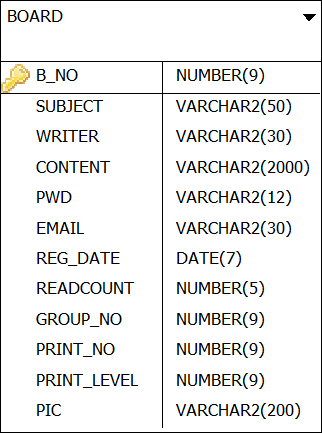 BOARD
B_NO NUMBER(9)
SUBJECT VARCHAR2(50)
WRITER VARCHAR2(30)
CONTENT VARCHAR2(2000)
PWD VARCHAR2(12)
EMAIL VARCHAR2(30)
REG_DATE DATE(7)
READCOUNT NUMBER(5)
GROUP_NO NUMBER(9)
PRINT_NO NUMBER(9)
PRINT_LEVEL NUMBER(9)
PIC VARCHAR2(200)